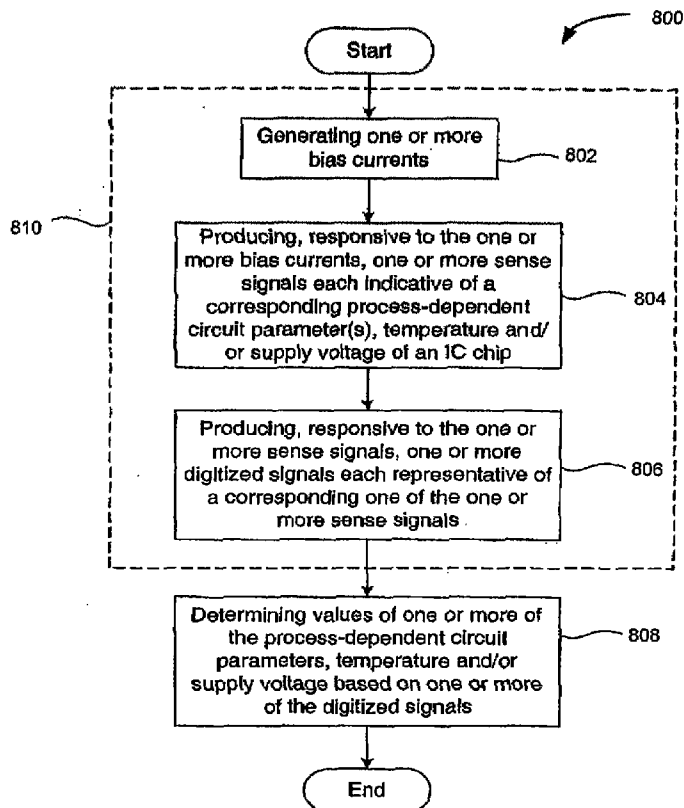 800
Start
Generating one or more
bias currents
802
810
Producing, responsive to the one or
more bias currents, one or more sense
signals each indicative of a
corresponding process-dependent
circuit parameter(s), temperature and/
or supply voltage of an IC chip
804
Producing, responsive to the one or
more sense signals, one or more
digitized signals each representative of
a corresponding one of the one or
more sense signals
806
Determining values of one or more of
the process-dependent circuit
parameters, temperature and/or
supply voltage based on one or more
of the digitized signals
808
End